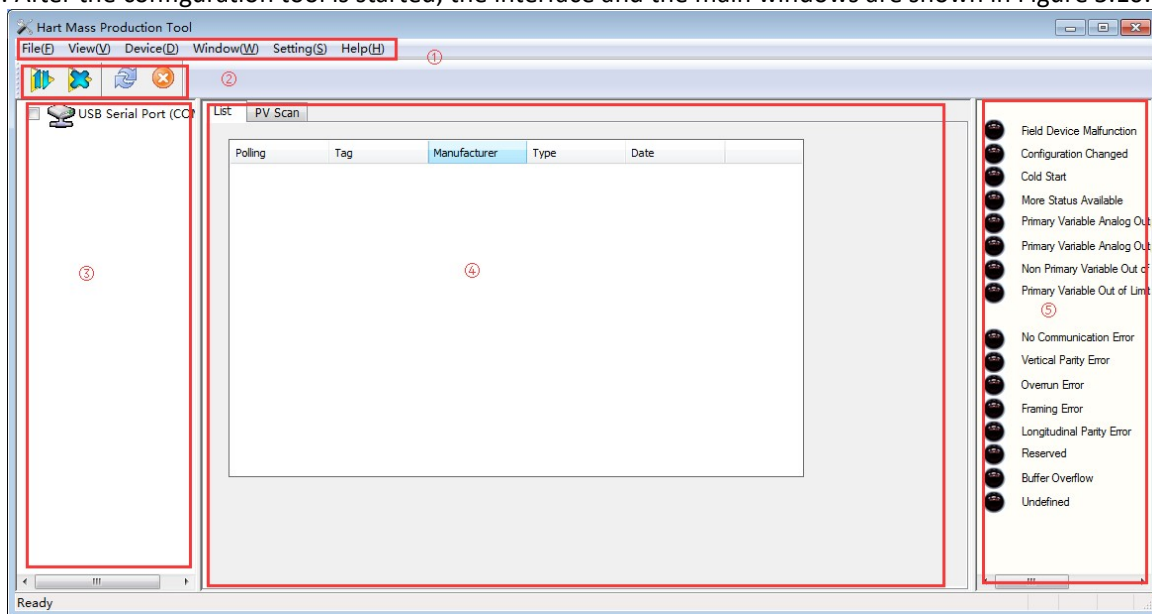 After the configuration tool is started, the interface and the main windows are shown in Figure 3.19.
Hart Mass Production Tool
File(F) View(V) Device(D) Window(W) Setting(S) Help(H)
①
②
USB Serial Port (CO
List PV Scan
Polling Tag Manufacturer Type Date
③
④
Field Device Malfunction
Configuration Changed
Cold Start
More Status Available
Primary Variable Analog Out
Primary Variable Analog Out
Non Primary Variable Out of
Primary Variable Out of Limit
⑤
No Communication Error
Vertical Parity Error
Overrun Error
Framing Error
Longitudinal Parity Error
Reserved
Buffer Overflow
Undefined
Ready